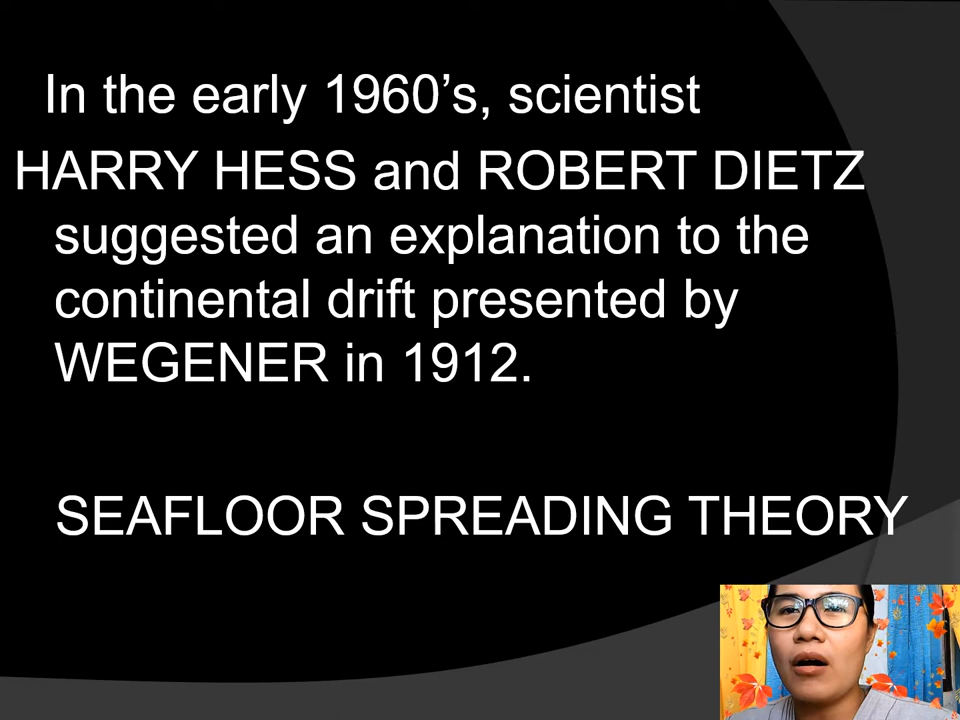 In the early 1960’s, scientist
HARRY HESS and ROBERT DIETZ
suggested an explanation to the
continental drift presented by
WEGENER in 1912.
SEAFLOOR SPREADING THEORY